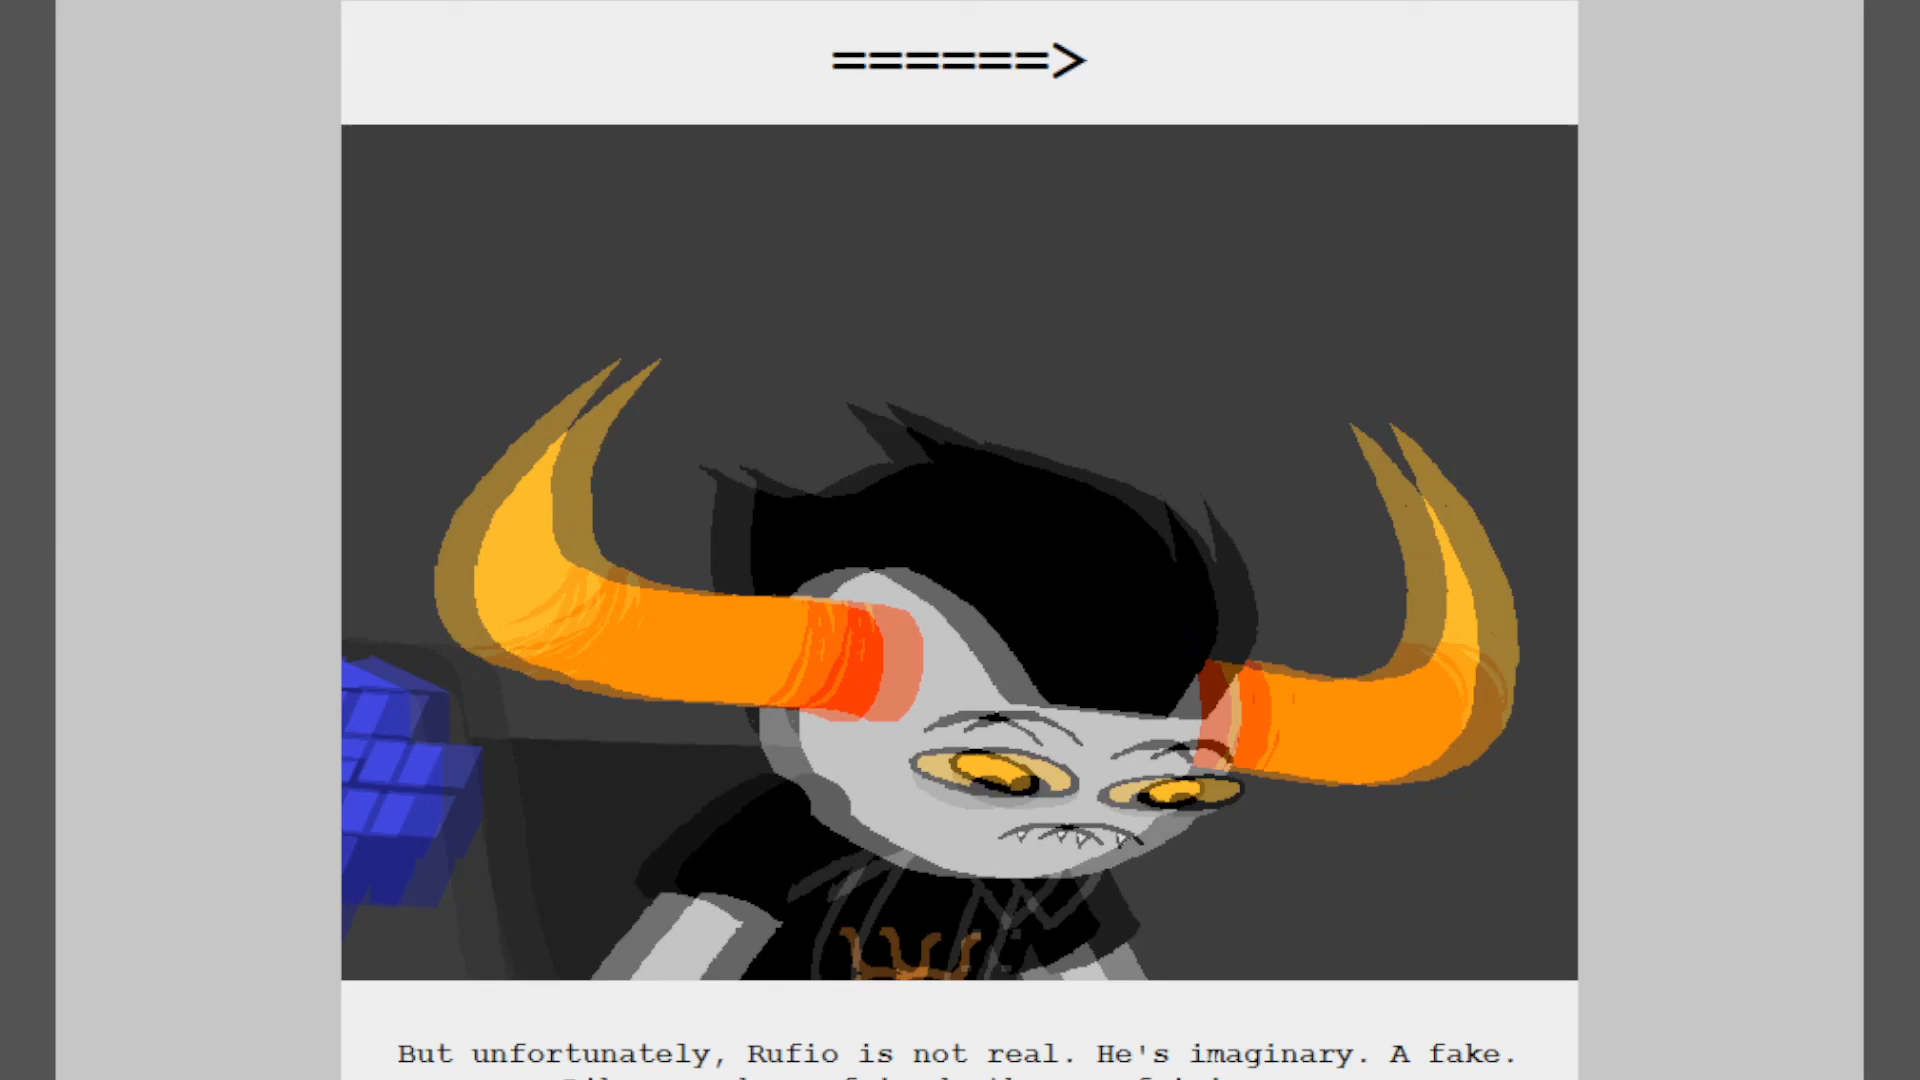 ======>
But unfortunately, Rufio is not real. He's imaginary. A fake.